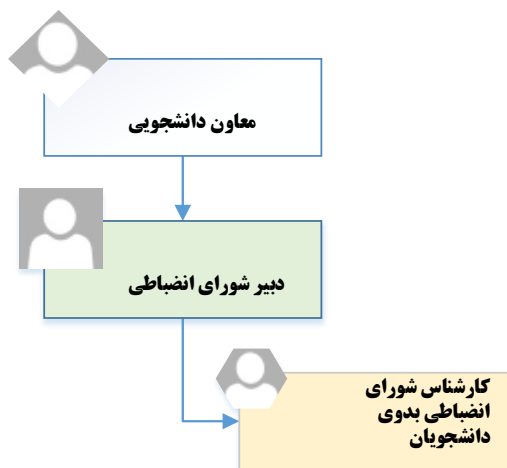 معاون دانشجویی
دبیر شورای انضباطی
کارشناس شورای
انضباطی بدوی
دانشجویان